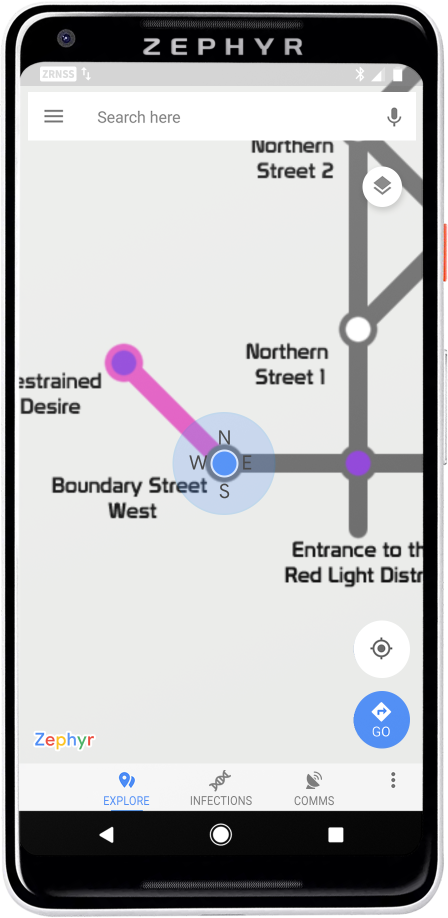 ZEPHYR
ZRNSS
Search here
Northern
Street 2
Northern
Street 1
estrained
Desire
N
W E
S
Boundary Street
West
Entrance to th
Red Light Distr
GO
Zephyr
EXPLORE INFECTIONS COMMS